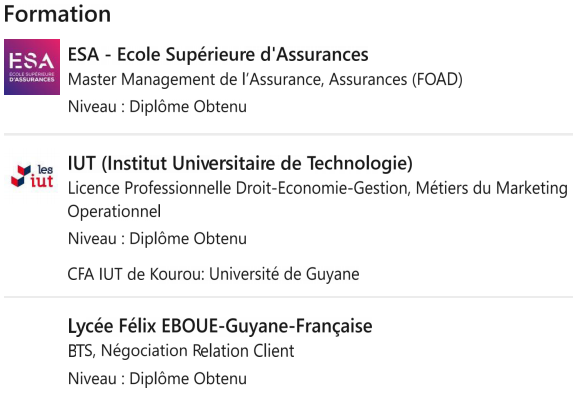 Formation
ESA
ÉCOLE SUPÉRIEURE
D'ASSURANCES
ESA - Ecole Supérieure d'Assurances
Master Management de l'Assurance, Assurances (FOAD)
Niveau : Diplôme Obtenu
les
iut
IUT (Institut Universitaire de Technologie)
Licence Professionnelle Droit-Economie-Gestion, Métiers du Marketing
Operationnel
Niveau : Diplôme Obtenu
CFA IUT de Kourou: Université de Guyane
Lycée Félix EBOUE-Guyane-Française
BTS, Négociation Relation Client
Niveau : Diplôme Obtenu